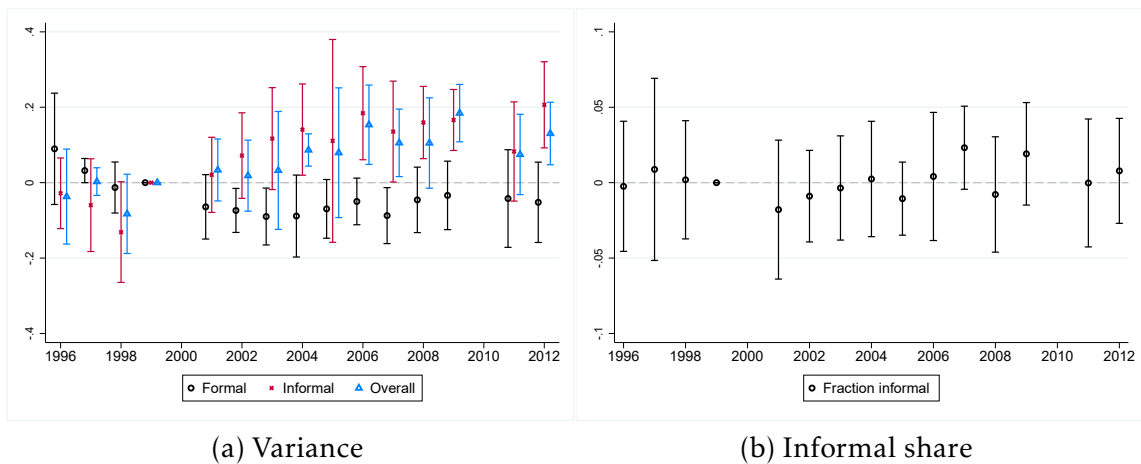 .4
.2
0
-.2
-.4
1996 1998 2000 2002 2004 2006 2008 2010 2012
Formal Informal Overall
(a) Variance
.1
.05
0
-.05
-.1
1996 1998 2000 2002 2004 2006 2008 2010 2012
Fraction informal
(b) Informal share